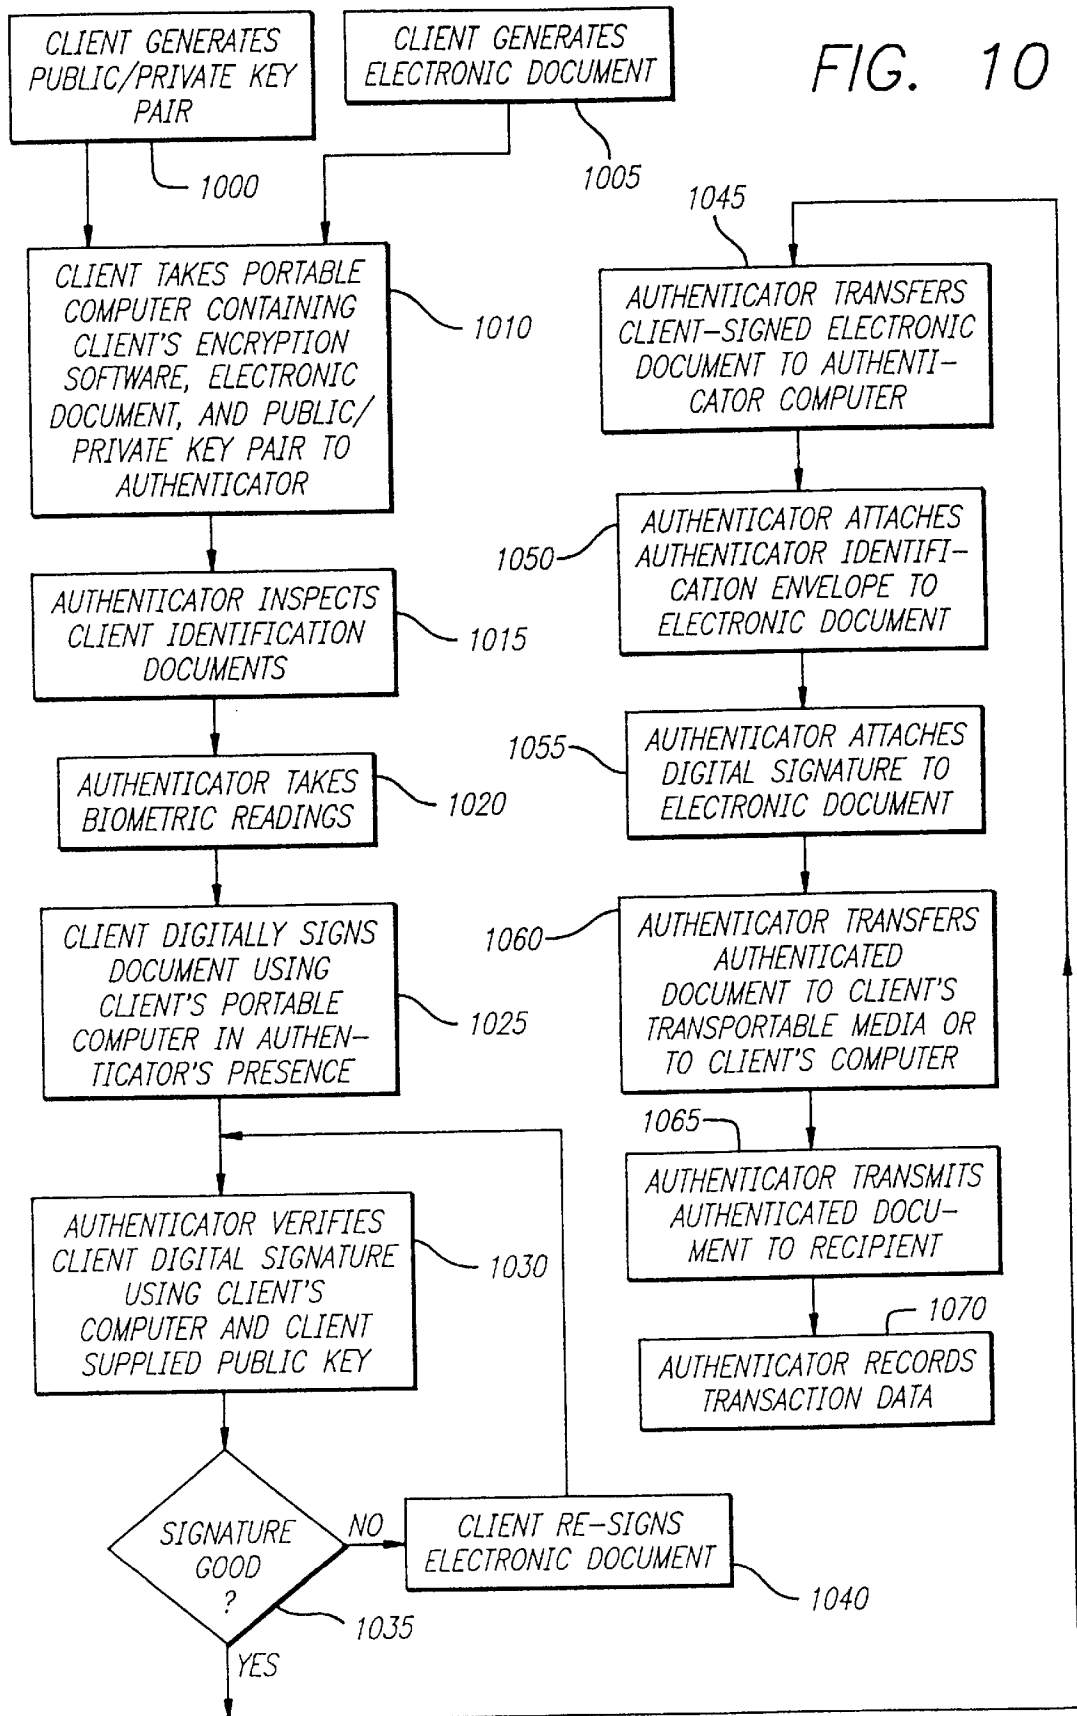 FIG. 10
CLIENT GENERATES
PUBLIC/PRIVATE KEY
PAIR
1000
CLIENT GENERATES
ELECTRONIC DOCUMENT
1005
CLIENT TAKES PORTABLE
COMPUTER CONTAINING
CLIENT'S ENCRYPTION
SOFTWARE, ELECTRONIC
DOCUMENT, AND PUBLIC/
PRIVATE KEY PAIR TO
AUTHENTICATOR
1010
AUTHENTICATOR INSPECTS
CLIENT IDENTIFICATION
DOCUMENTS
1015
AUTHENTICATOR TAKES
BIOMETRIC READINGS
1020
CLIENT DIGITALLY SIGNS
DOCUMENT USING
CLIENT'S PORTABLE
COMPUTER IN AUTHEN-
TICATOR'S PRESENCE
1025
AUTHENTICATOR VERIFIES
CLIENT DIGITAL SIGNATURE
USING CLIENT'S
COMPUTER AND CLIENT
SUPPLIED PUBLIC KEY
1030
SIGNATURE
GOOD
?
1035
NO
YES
CLIENT RE-SIGNS
ELECTRONIC DOCUMENT
1040
1045
AUTHENTICATOR TRANSFERS
CLIENT-SIGNED ELECTRONIC
DOCUMENT TO AUTHENTI-
CATOR COMPUTER
1050
AUTHENTICATOR ATTACHES
AUTHENTICATOR IDENTIFI-
CATION ENVELOPE TO
ELECTRONIC DOCUMENT
1055
AUTHENTICATOR ATTACHES
DIGITAL SIGNATURE TO
ELECTRONIC DOCUMENT
1060
AUTHENTICATOR TRANSFERS
AUTHENTICATED
DOCUMENT TO CLIENT'S
TRANSPORTABLE MEDIA OR
TO CLIENT'S COMPUTER
1065
AUTHENTICATOR TRANSMITS
AUTHENTICATED DOCU-
MENT TO RECIPIENT
1070
AUTHENTICATOR RECORDS
TRANSACTION DATA